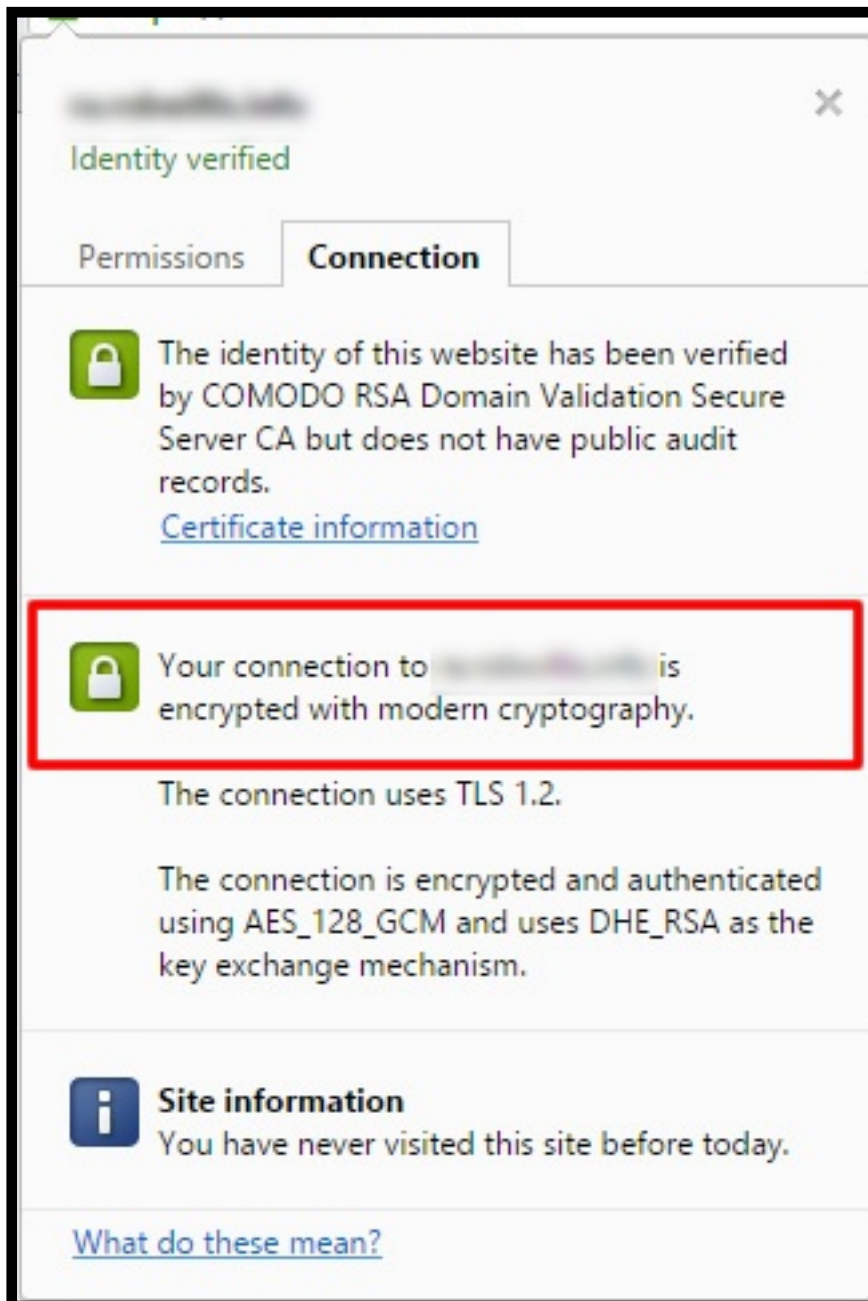 Identity verified
Permissions
Connection
The identity of this website has been verified
by COMODO RSA Domain Validation Secure
Server CA but does not have public audit
records.
Certificate information
Your connection to is
encrypted with modern cryptography.
The connection uses TLS 1.2.
The connection is encrypted and authenticated
using AES_128_GCM and uses DHE_RSA as the
key exchange mechanism.
Site information
You have never visited this site before today.
What do these mean?